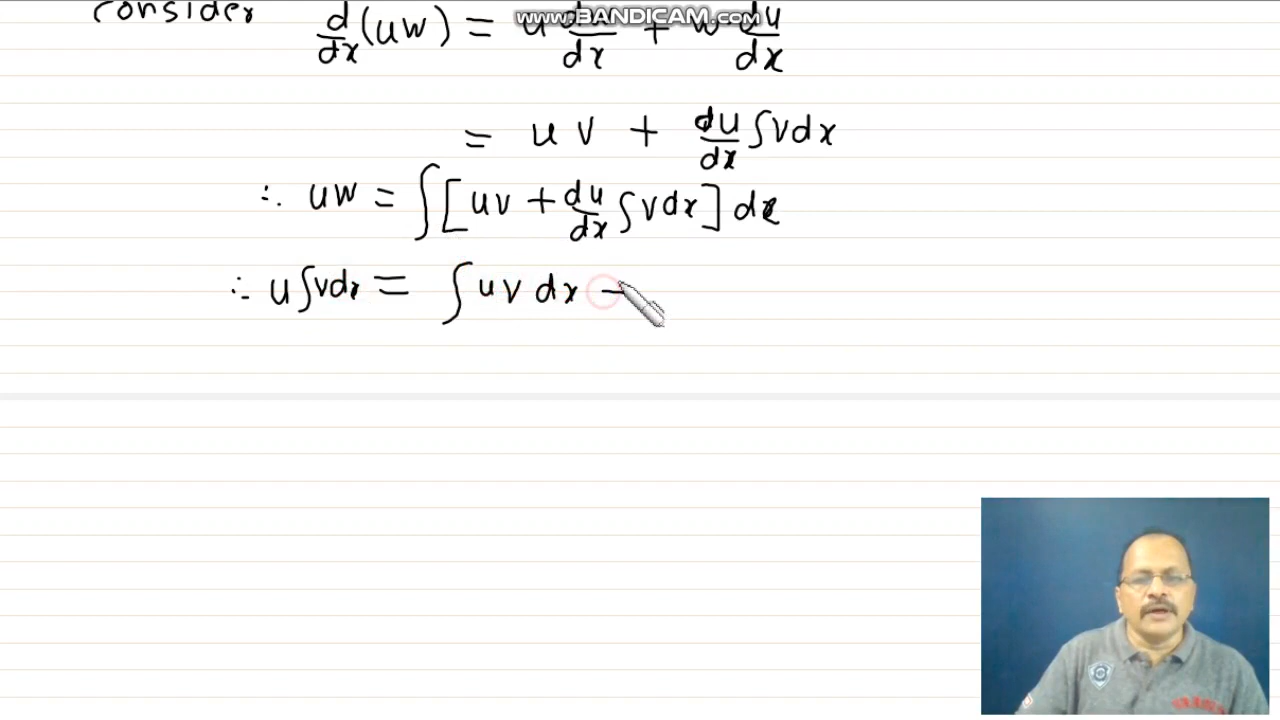 www.BANDICAM.com
consider d/dx (uw) = u dw/dx + w du/dx
= u v + du/dx ∫vdx
∴ uw = ∫[uv + du/dx ∫vdx] dx
∴ u∫vdx = ∫uv dx -